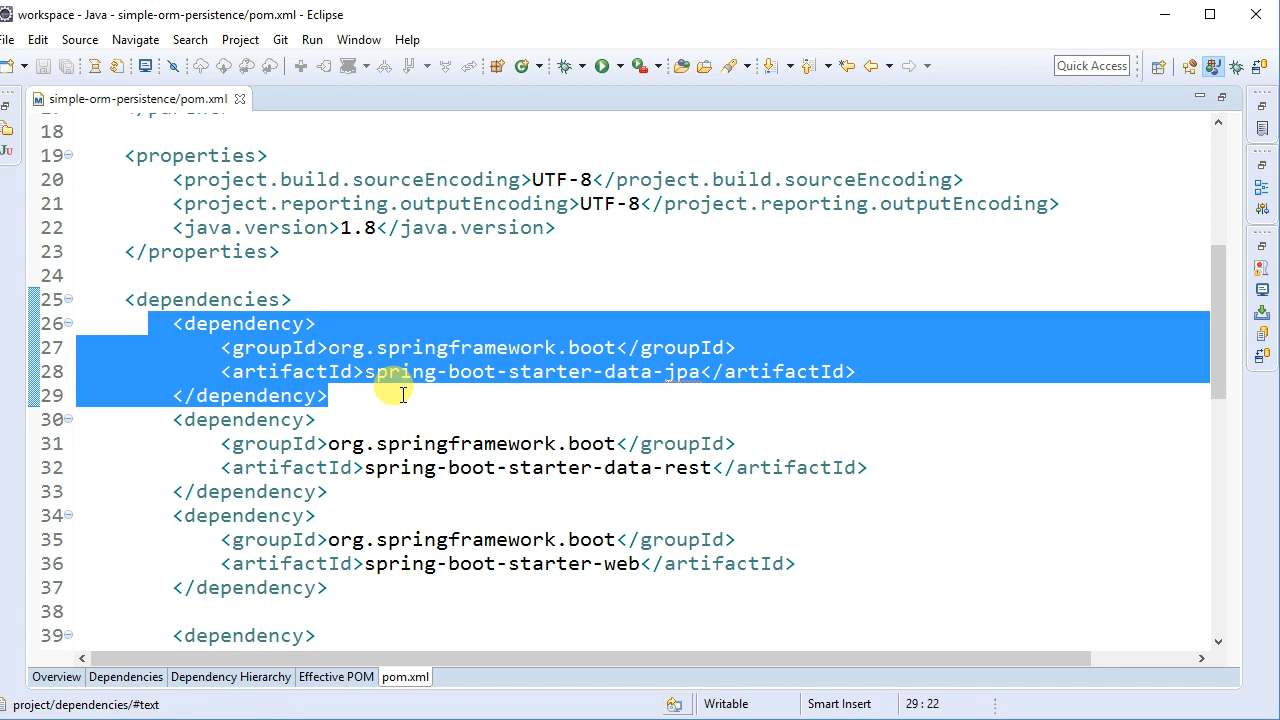 workspace - Java - simple-orm-persistence/pom.xml - Eclipse
File Edit Source Navigate Search Project Git Run Window Help
Quick Access
simple-orm-persistence/pom.xml
18
19 <properties>
20 <project.build.sourceEncoding>UTF-8</project.build.sourceEncoding>
21 <project.reporting.outputEncoding>UTF-8</project.reporting.outputEncoding>
22 <java.version>1.8</java.version>
23 </properties>
24
25 <dependencies>
26 <dependency>
27 <groupId>org.springframework.boot</groupId>
28 <artifactId>spring-boot-starter-data-jpa</artifactId>
29 </dependency>
30 <dependency>
31 <groupId>org.springframework.boot</groupId>
32 <artifactId>spring-boot-starter-data-rest</artifactId>
33 </dependency>
34 <dependency>
35 <groupId>org.springframework.boot</groupId>
36 <artifactId>spring-boot-starter-web</artifactId>
37 </dependency>
38
39 <dependency>
Overview Dependencies Dependency Hierarchy Effective POM pom.xml
project/dependencies/#text Writable Smart Insert 29 : 22